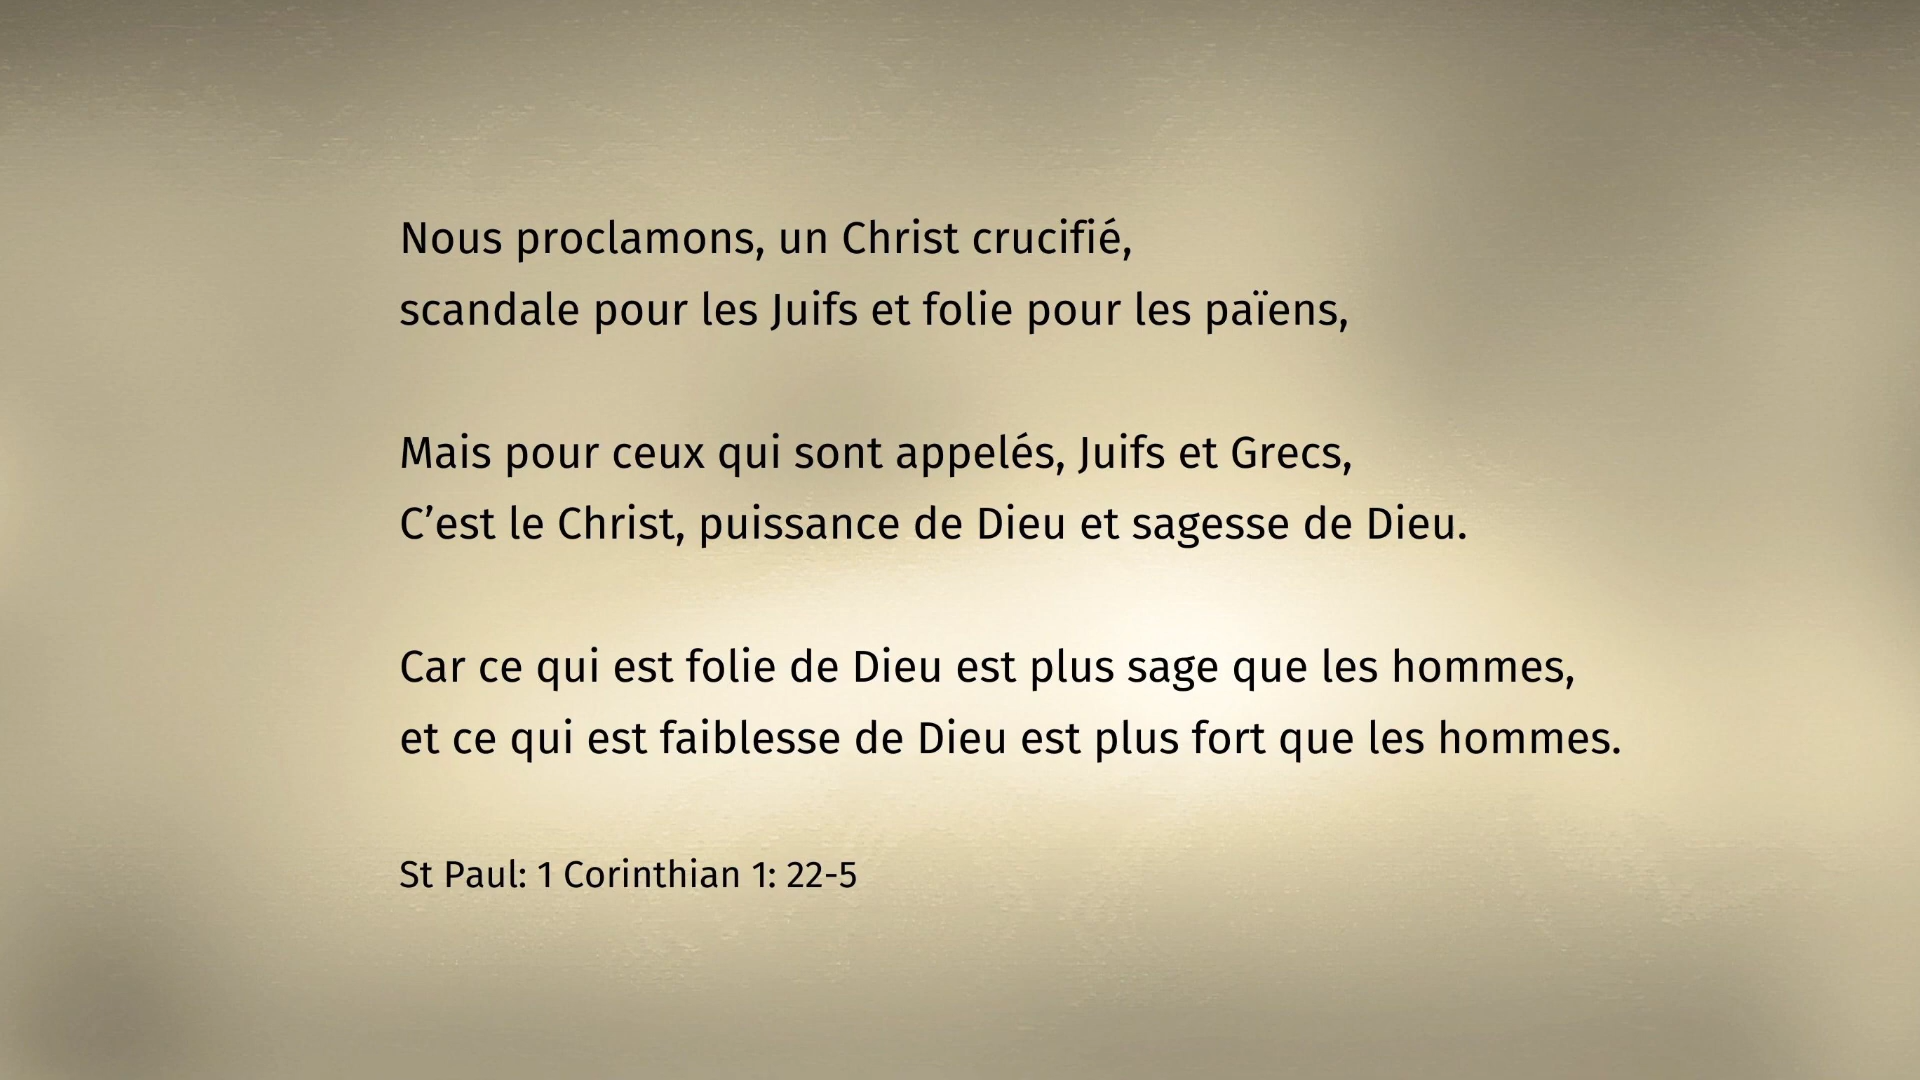 Nous proclamons, un Christ crucifié,
scandale pour les Juifs et folie pour les païens,
Mais pour ceux qui sont appelés, Juifs et Grecs,
C’est le Christ, puissance de Dieu et sagesse de Dieu.
Car ce qui est folie de Dieu est plus sage que les hommes,
et ce qui est faiblesse de Dieu est plus fort que les hommes.
St Paul: 1 Corinthian 1: 22-5